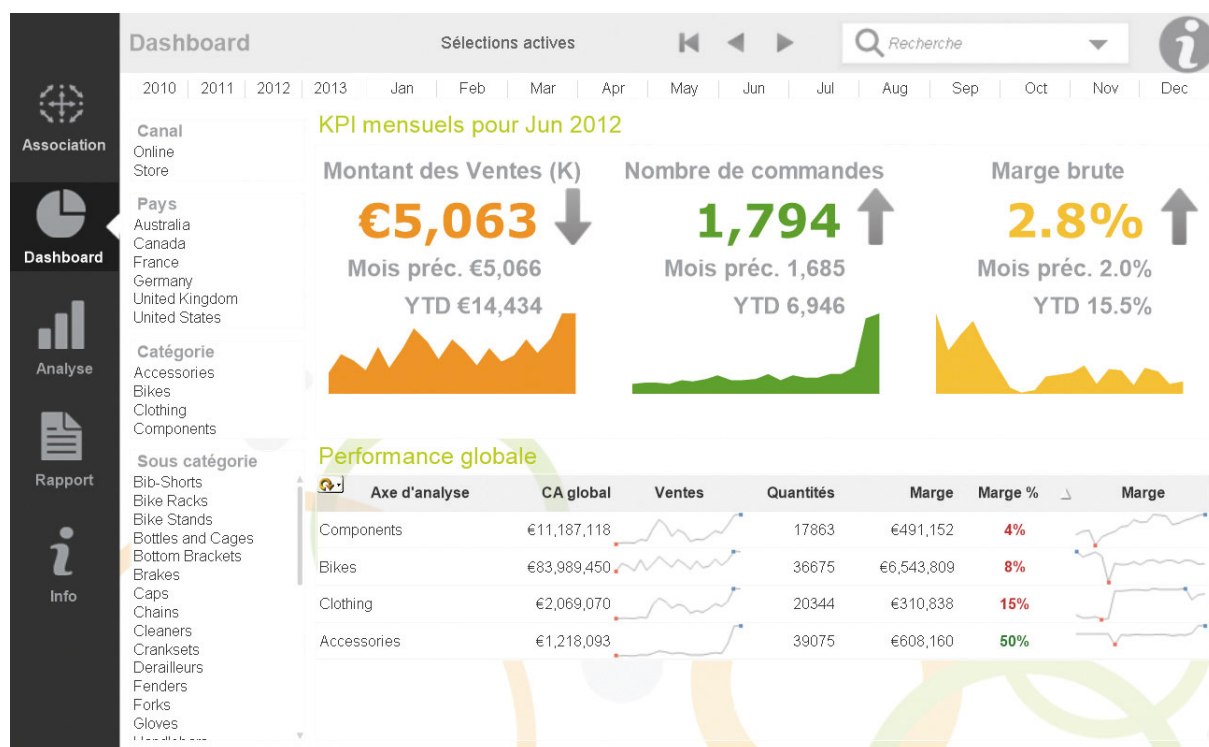 Dashboard
Sélections actives
Recherche
2010 2011 2012 2013 Jan Feb Mar Apr May Jun Jul Aug Sep Oct Nov Dec
Association
Dashboard
Analyse
Rapport
Info
Canal
Online
Store
Pays
Australia
Canada
France
Germany
United Kingdom
United States
Catégorie
Accessories
Bikes
Clothing
Components
Sous catégorie
Bib-Shorts
Bike Racks
Bike Stands
Bottles and Cages
Bottom Brackets
Brakes
Caps
Chains
Cleaners
Cranksets
Derailleurs
Fenders
Forks
Gloves
KPI mensuels pour Jun 2012
Montant des Ventes (K)
€5,063
Mois préc. €5,066
YTD €14,434
Nombre de commandes
1,794
Mois préc. 1,685
YTD 6,946
Marge brute
2.8%
Mois préc. 2.0%
YTD 15.5%
Performance globale
Axe d'analyse CA global Ventes Quantités Marge Marge % Marge
Components €11,187,118 17863 €491,152 4%
Bikes €83,989,450 36675 €6,543,809 8%
Clothing €2,069,070 20344 €310,838 15%
Accessories €1,218,093 39075 €608,160 50%